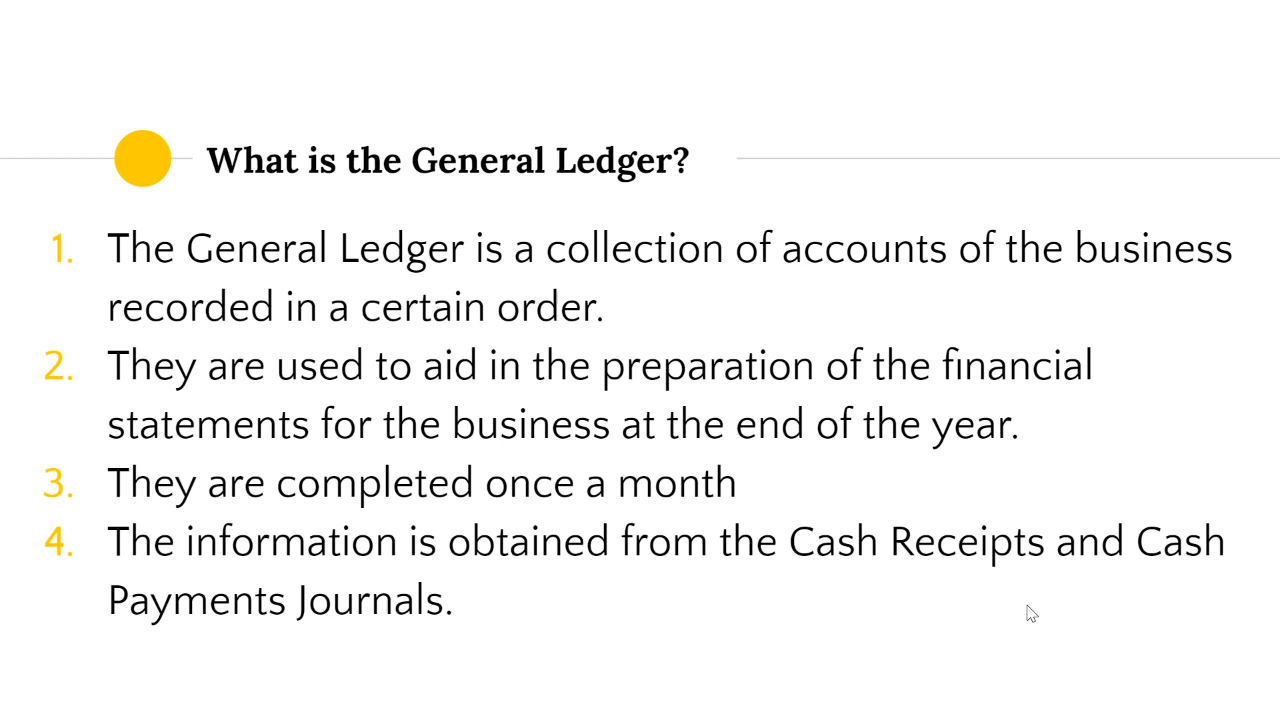 What is the General Ledger?
1. The General Ledger is a collection of accounts of the business
recorded in a certain order.
2. They are used to aid in the preparation of the financial
statements for the business at the end of the year.
3. They are completed once a month
4. The information is obtained from the Cash Receipts and Cash
Payments Journals.